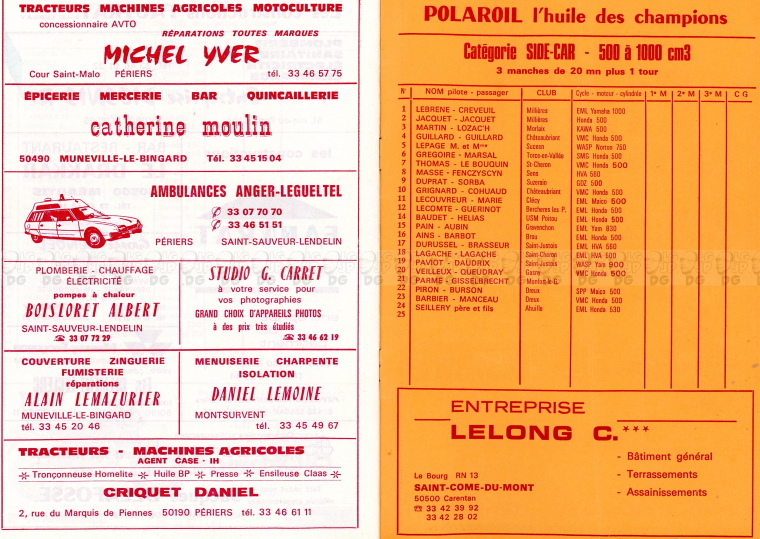 TRACTEURS MACHINES AGRICOLES MOTOCULTURE
concessionnaire AVTO
RÉPARATIONS TOUTES MARQUES
MICHEL YVER
Cour Saint-Malo PÉRIERS tél. 33 46 57 75
ÉPICERIE MERCERIE BAR QUINCAILLERIE
catherine moulin
50490 MUNEVILLE-LE-BINGARD Tél. 33 45 15 04
AMBULANCES ANGER-LEGUELTEL
✆ 33 07 70 70
✆ 33 46 51 51
PÉRIERS SAINT-SAUVEUR-LENDELIN
PLOMBERIE - CHAUFFAGE
ÉLECTRICITÉ
pompes à chaleur
BOISLORET ALBERT
SAINT-SAUVEUR-LENDELIN
☎ 33 07 72 29
STUDIO G. CARRET
à votre service pour
vos photographies
GRAND CHOIX D'APPAREILS PHOTOS
à des prix très étudiés
☎ 33 46 62 19
COUVERTURE ZINGUERIE
FUMISTERIE
réparations
ALAIN LEMAZURIER
MUNEVILLE-LE-BINGARD
tél. 33 45 20 46
MENUISERIE CHARPENTE
ISOLATION
DANIEL LEMOINE
MONTSURVENT
tél. 33 45 49 67
TRACTEURS - MACHINES AGRICOLES
AGENT CASE - IH
Tronçonneuse Homelite Huile BP Presse Ensileuse Claas
CRIQUET DANIEL
2, rue du Marquis de Piennes 50190 PÉRIERS tél. 33 46 61 11
POLAROIL l'huile des champions
Catégorie SIDE-CAR - 500 à 1000 cm3
3 manches de 20 mn plus 1 tour
N° NOM pilote - passager CLUB Cycle - moteur - cylindrée 1° M 2° M 3° M C G
1 LEBRENE - CREVEUIL Millières EML Yamaha 1000
2 JACQUET - JACQUET Millières Honda 500
3 MARTIN - LOZAC'H Morlaix KAWA 500
4 GUILLARD - GUILLARD Châteaubriant VMC Honda 500
5 LEPAGE M. et Mme Suceon WASP Norton 750
6 GREGOIRE - MARSAL Torce-en-Vallée SMG Honda 500
7 THOMAS - LE BOUQUIN St-Cheron VMC Honda 560
8 MASSE - FENCZYSCYN Sens HVA 560
9 DUPRAT - SORBA Suzerain GDZ 500
10 GRIGNARD - COHUAUD Châteaubriant VMC Honda 500
11 LECOUVREUR - MARIE Clécy EML Maico 500
12 LECOMTE - GUERINOT Bercheres les P. EML Honda 500
14 BAUDET - HELIAS USM Poitou EML Honda 500
15 PAIN - AUBIN Gravenchon EML Yam 830
16 AINS - BARBOT Brou EML Honda 500
17 DURUSSEL - BRASSEUR Saint-Joslois EML HVA 560
18 LAGACHE - LAGACHE Saint-Cheron EML HVA 500
19 PAVIOT - DAUDRIX Saint-Joslois WASP Yam 900
20 VEILLEUX - QUEUDRAY Gasny VMC Honda 500
21 PARME - GISSELBRECHT
22 PIRON - BURSON Dreux SPP Maico 500
23 BARBIER - MANCEAU Dreux VMC Honda 500
24 SEILLERY père et fils Ahuille EML Honda 530
25
ENTREPRISE
LELONG C. ***
- Bâtiment général
- Terrassements
- Assainissements
Le Bourg RN 13
SAINT-COME-DU-MONT
50500 Carentan
☎ 33 42 39 92
33 42 28 02